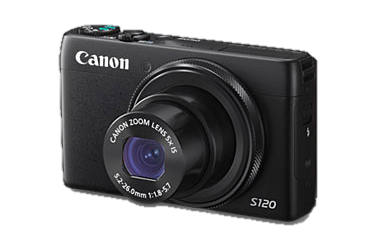 Canon
CANON ZOOM LENS 5X IS
5.2-26.0mm 1:1.8-5.7
S120